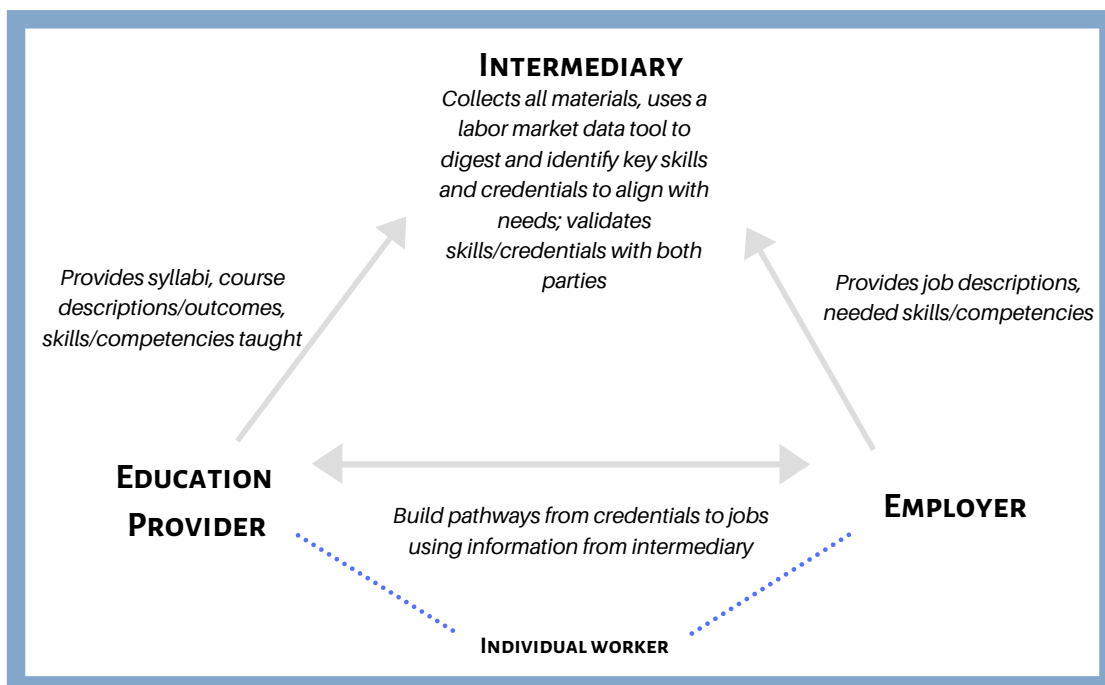 Intermediary
Collects all materials, uses a
labor market data tool to
digest and identify key skills
and credentials to align with
needs; validates
skills/credentials with both
parties
Provides syllabi, course
descriptions/outcomes,
skills/competencies taught
Provides job descriptions,
needed skills/competencies
Education
Provider
Build pathways from credentials to jobs
using information from intermediary
Employer
Individual worker